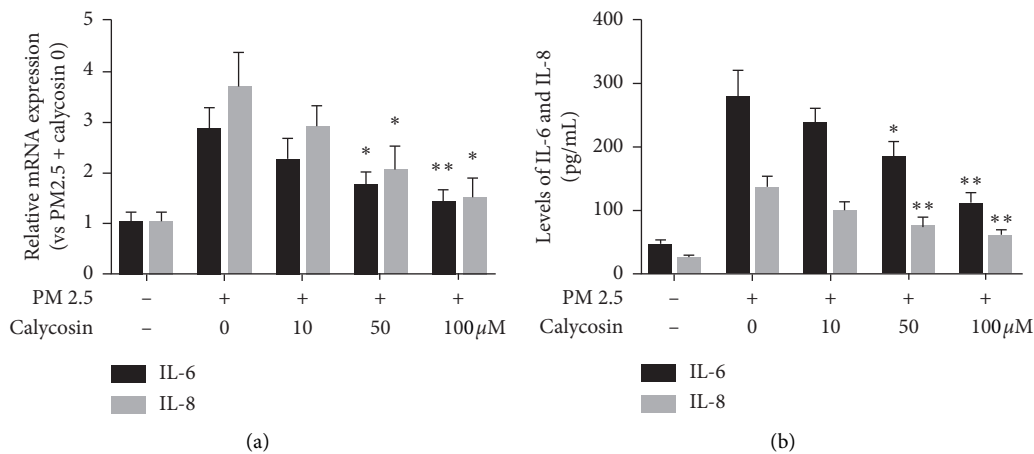 Relative mRNA expression
(vs PM2.5 + calycosin 0)
5
4
3
2
1
0
* * ** *
PM 2.5 – + + + +
Calycosin – 0 10 50 100 µM
IL-6
IL-8
(a)
Levels of IL-6 and IL-8
(pg/mL)
400
300
200
100
0
* ** ** **
PM 2.5 – + + + +
Calycosin – 0 10 50 100 µM
IL-6
IL-8
(b)